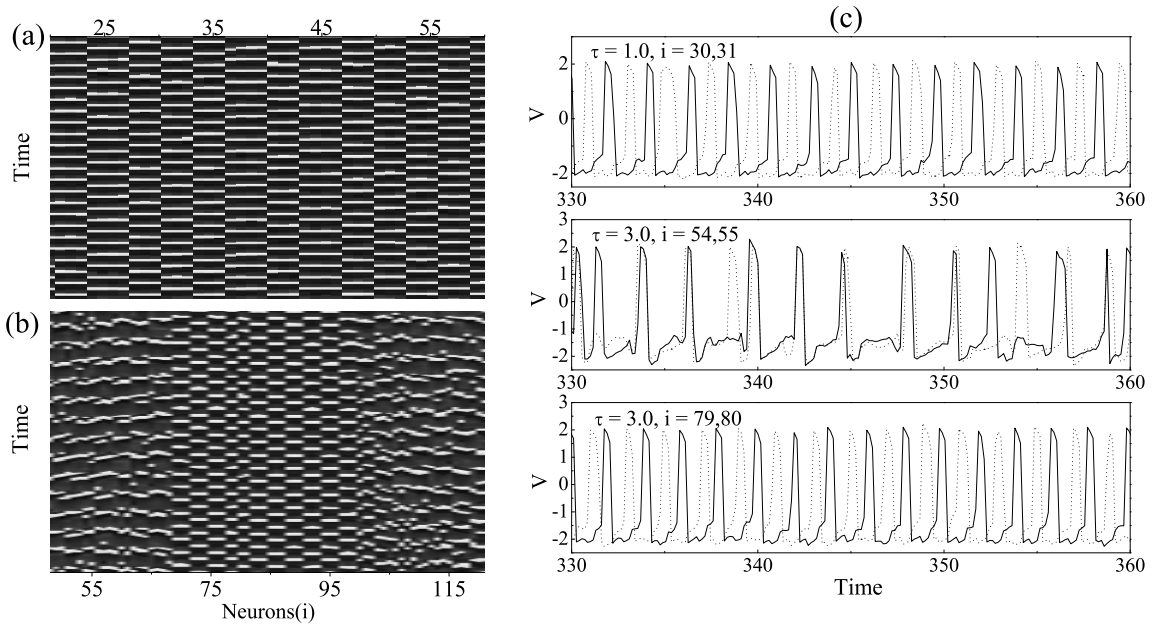 (a)
25 35 45 55
Time
(b)
Time
55 75 95 115
Neurons(i)
(c)
τ = 1.0, i = 30,31
2
0
-2
V
330 340 350 360
τ = 3.0, i = 54,55
3
2
1
0
-1
-2
V
330 340 350 360
τ = 3.0, i = 79,80
3
2
1
0
-1
-2
V
330 340 350 360
Time